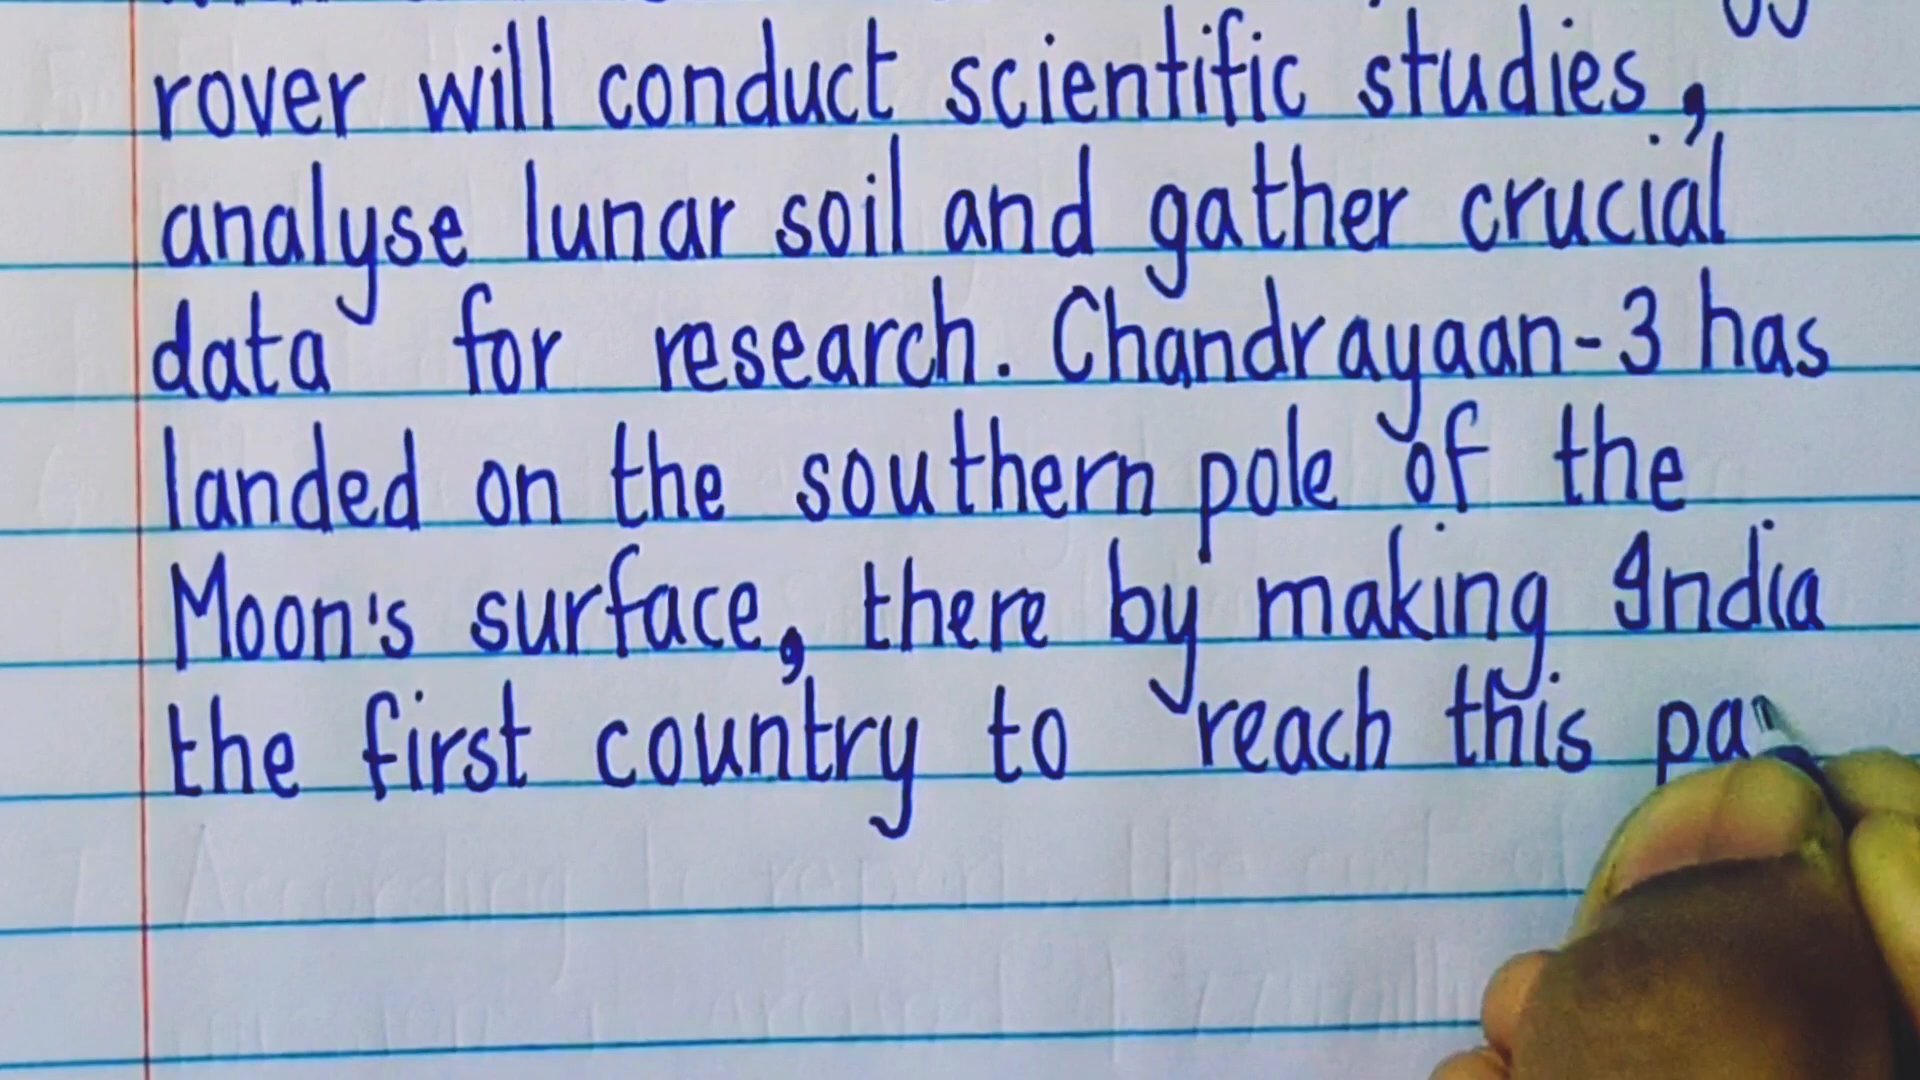 rover will conduct scientific studies,
analyse lunar soil and gather crucial
data for research. Chandrayaan-3 has
landed on the southern pole of the
Moon's surface, there by making India
the first country to reach this